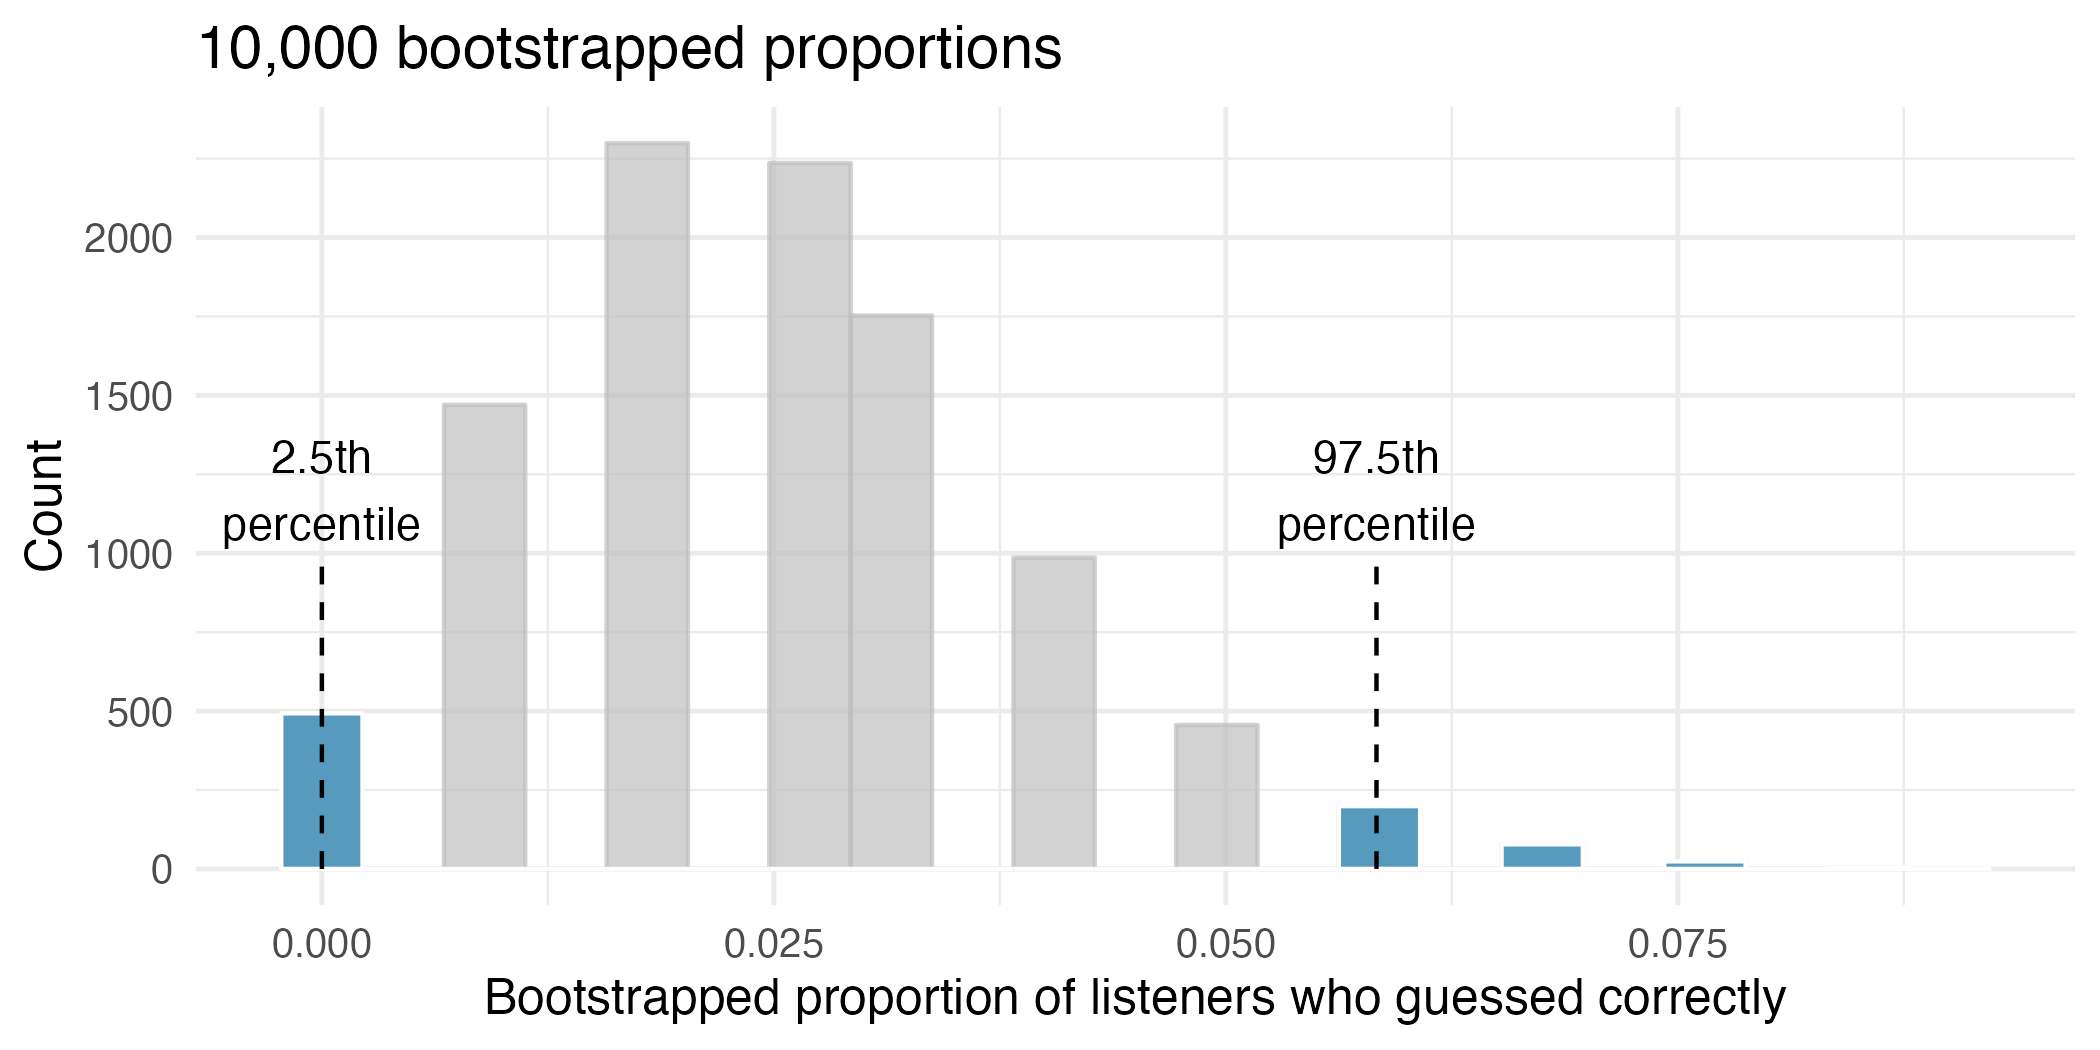 10,000 bootstrapped proportions
Count
2000
1500
1000
500
0
2.5th
percentile
97.5th
percentile
0.000 0.025 0.050 0.075
Bootstrapped proportion of listeners who guessed correctly